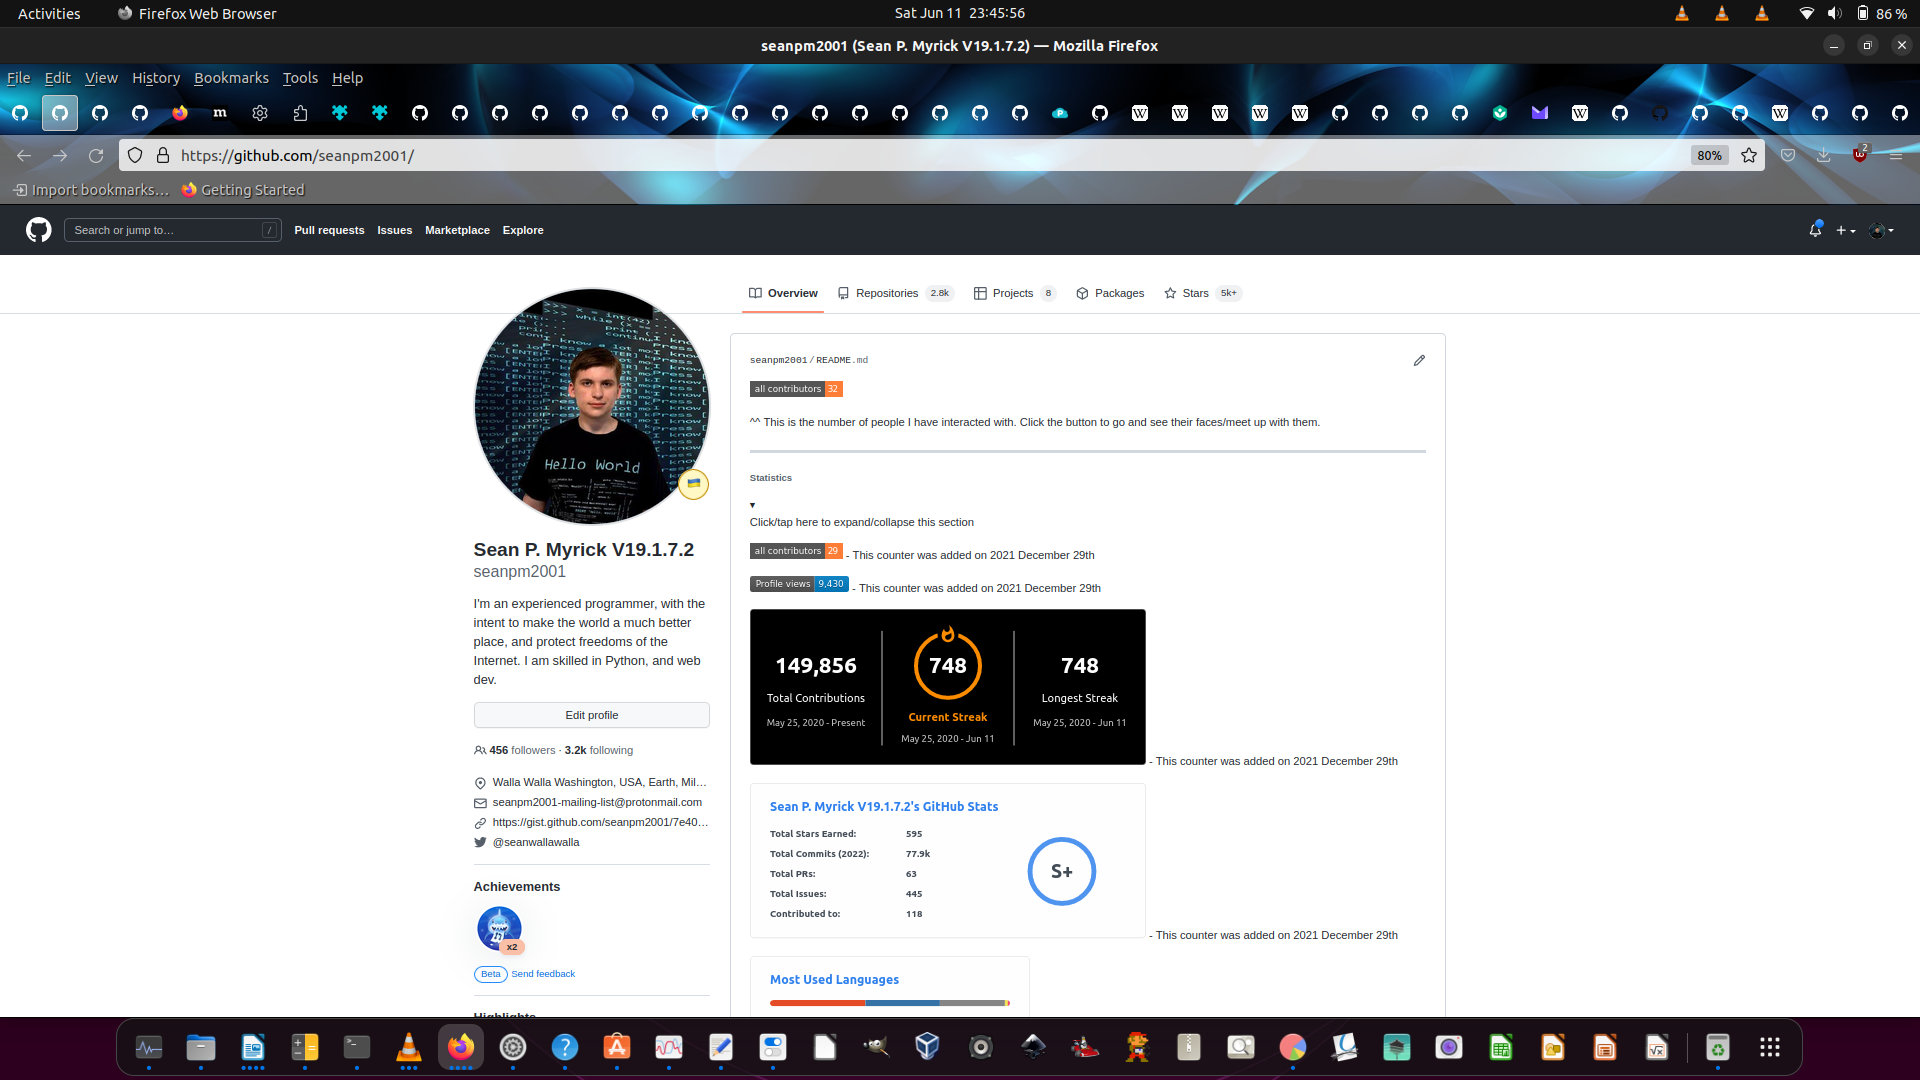 Activities
Firefox Web Browser
Sat Jun 11 23:45:56
86 %
seanpm2001 (Sean P. Myrick V19.1.7.2) — Mozilla Firefox
File Edit View History Bookmarks Tools Help
https://github.com/seanpm2001/
80%
2
Import bookmarks…
Getting Started
Search or jump to…
/
Pull requests
Issues
Marketplace
Explore
Overview
Repositories 2.8k
Projects 8
Packages
Stars 5k+
Hello World
Sean P. Myrick V19.1.7.2
seanpm2001
I'm an experienced programmer, with the
intent to make the world a much better
place, and protect freedoms of the
Internet. I am skilled in Python, and web
dev.
Edit profile
456 followers · 3.2k following
Walla Walla Washington, USA, Earth, Mil…
seanpm2001-mailing-list@protonmail.com
https://gist.github.com/seanpm2001/7e40…
@seanwallawalla
Achievements
x2
Beta Send feedback
Highlights
seanpm2001/README.md
all contributors 32
^^ This is the number of people I have interacted with. Click the button to go and see their faces/meet up with them.
Statistics
▾
Click/tap here to expand/collapse this section
all contributors 29 - This counter was added on 2021 December 29th
Profile views 9,430 - This counter was added on 2021 December 29th
149,856
Total Contributions
May 25, 2020 - Present
748
Current Streak
May 25, 2020 - Jun 11
748
Longest Streak
May 25, 2020 - Jun 11
- This counter was added on 2021 December 29th
Sean P. Myrick V19.1.7.2's GitHub Stats
Total Stars Earned: 595
Total Commits (2022): 77.9k
Total PRs: 63
Total Issues: 445
Contributed to: 118
S+
- This counter was added on 2021 December 29th
Most Used Languages